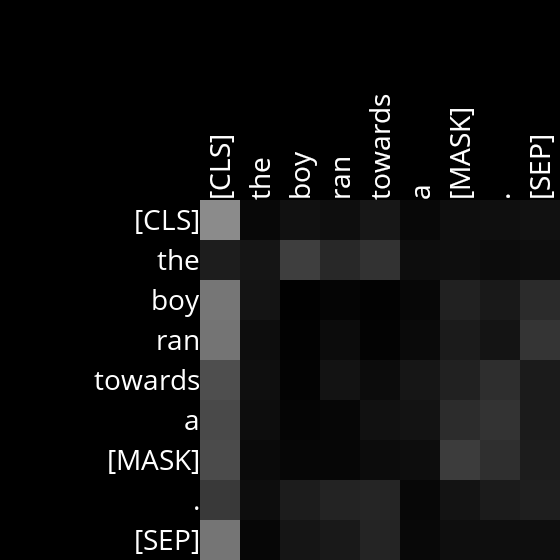 [CLS] the boy ran towards a [MASK] . [SEP]
[CLS]
the
boy
ran
towards
a
[MASK]
.
[SEP]